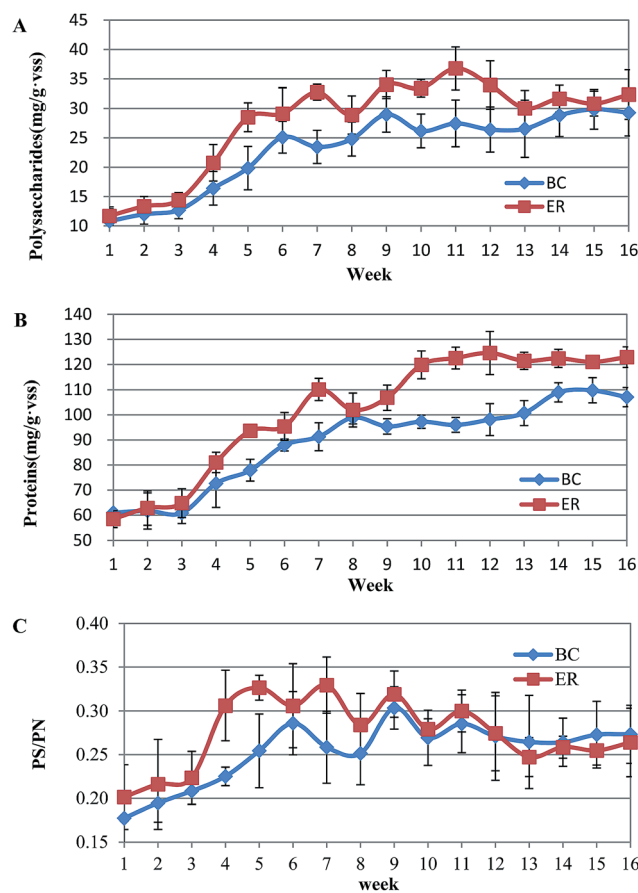 A
Polysaccharides(mg/g·vss)
45
40
35
30
25
20
15
10
BC
ER
1 2 3 4 5 6 7 8 9 10 11 12 13 14 15 16
Week
B
Proteins(mg/g·vss)
140
130
120
110
100
90
80
70
60
50
BC
ER
1 2 3 4 5 6 7 8 9 10 11 12 13 14 15 16
Week
C
PS/PN
0.40
0.35
0.30
0.25
0.20
0.15
BC
ER
1 2 3 4 5 6 7 8 9 10 11 12 13 14 15 16
week